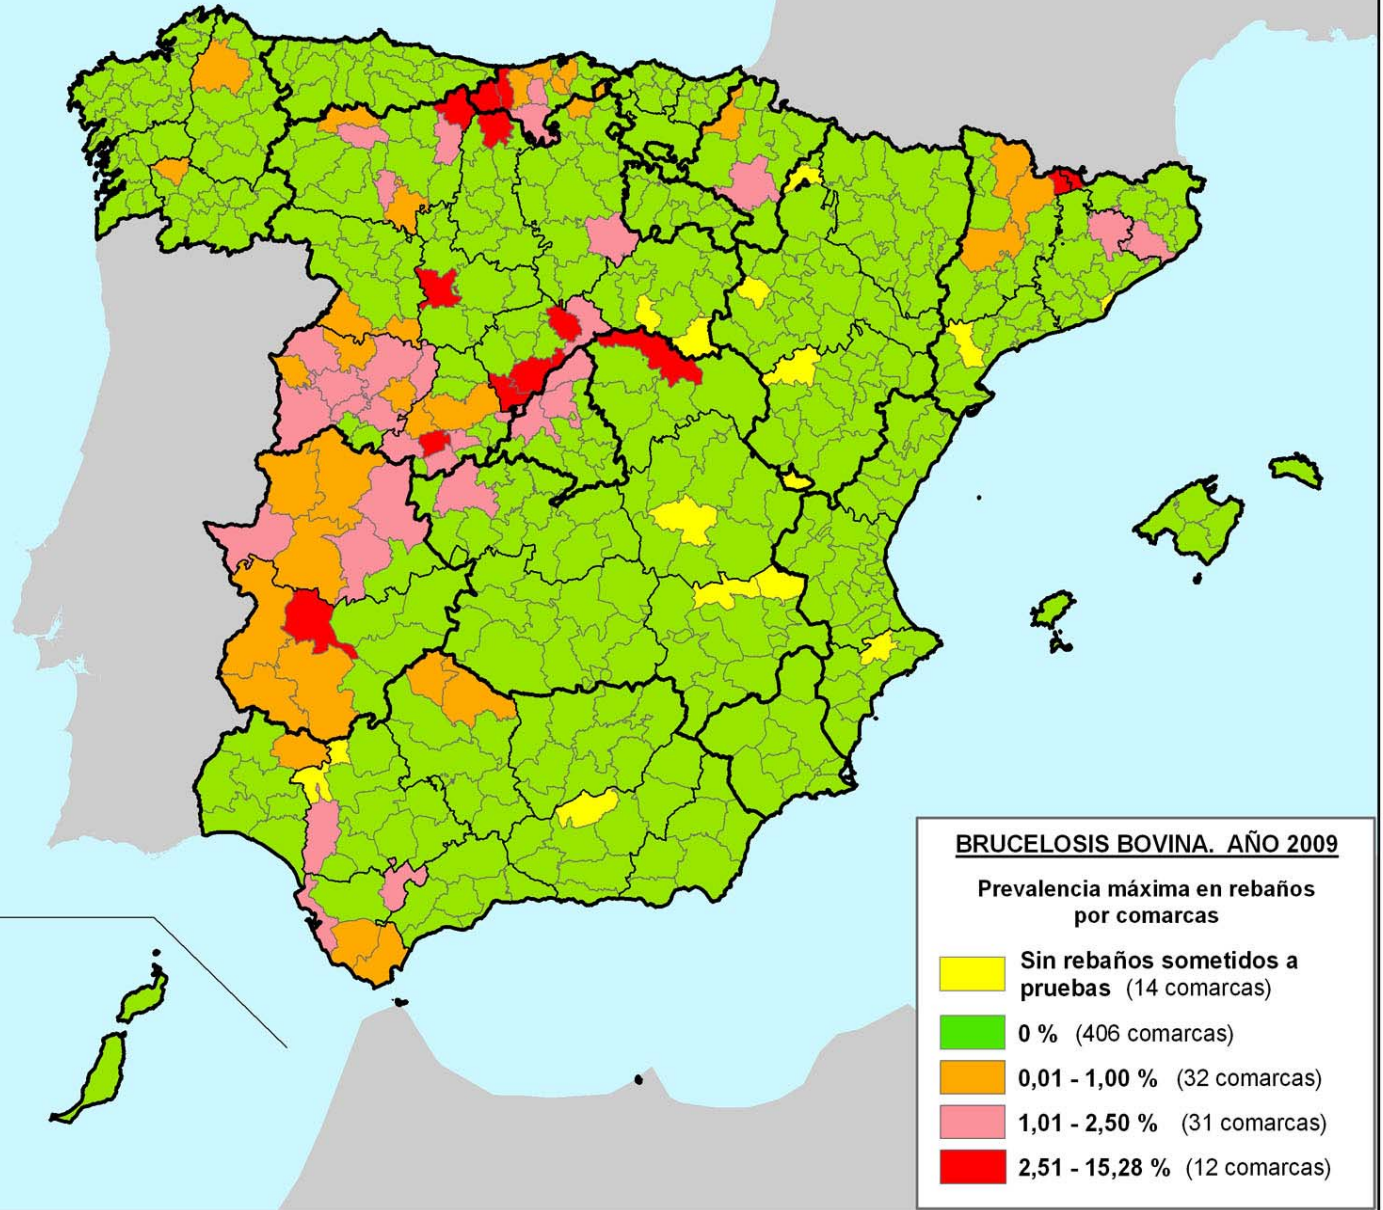 BRUCELOSIS BOVINA. AÑO 2009
Prevalencia máxima en rebaños
por comarcas
Sin rebaños sometidos a
pruebas (14 comarcas)
0 % (406 comarcas)
0,01 - 1,00 % (32 comarcas)
1,01 - 2,50 % (31 comarcas)
2,51 - 15,28 % (12 comarcas)